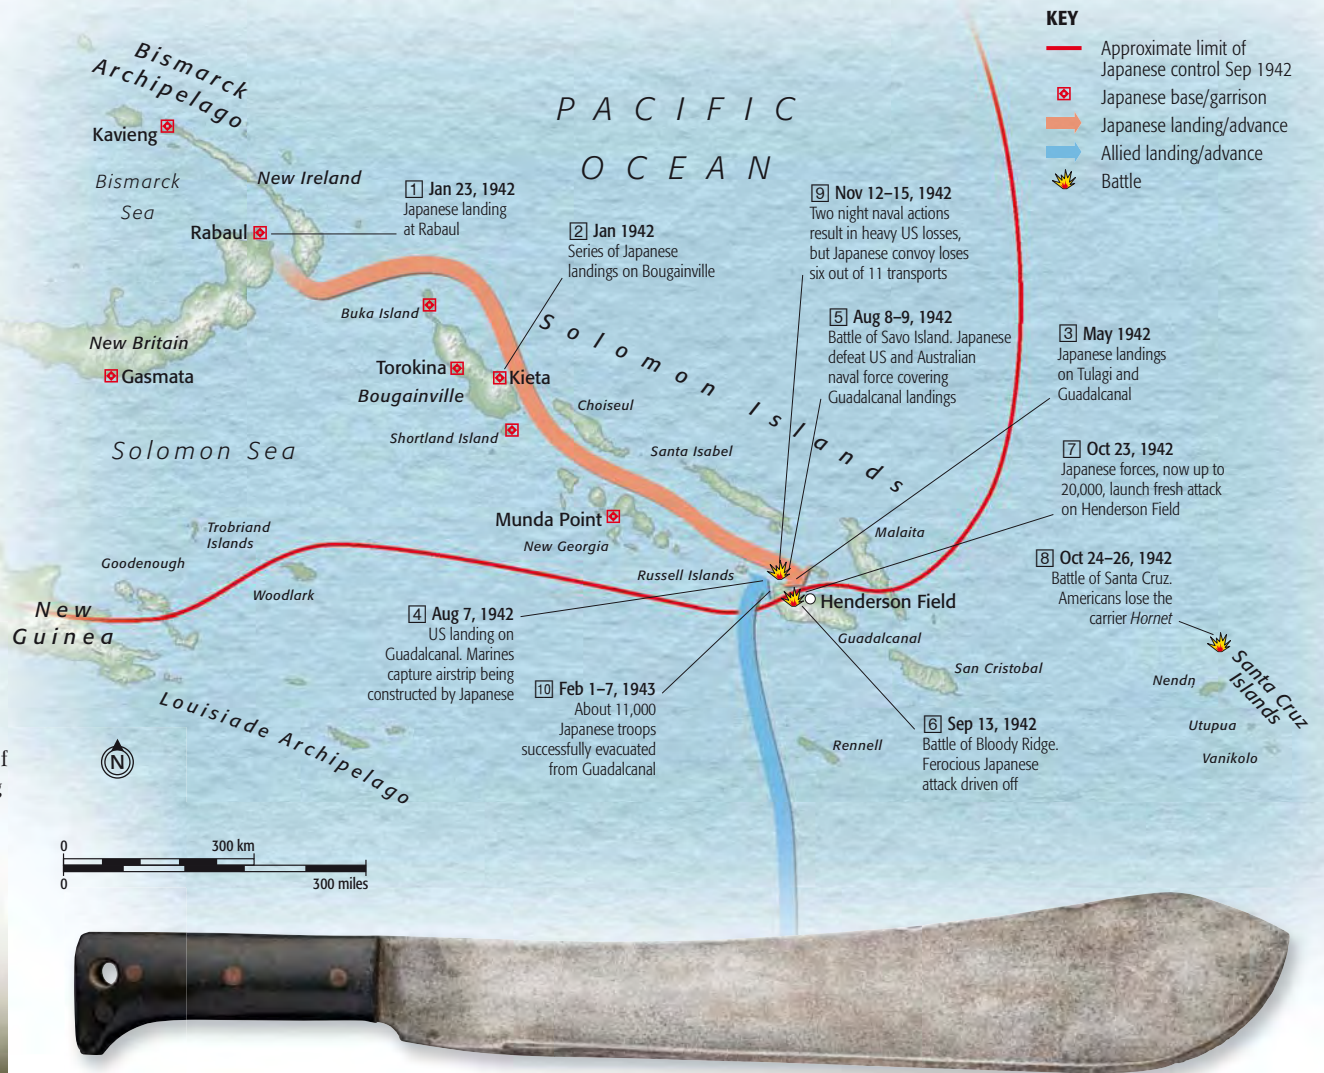 KEY
Approximate limit of
Japanese control Sep 1942
Japanese base/garrison
Japanese landing/advance
Allied landing/advance
Battle
Bismarck
Archipelago
Kavieng
Bismarck
Sea
New Ireland
Rabaul
PACIFIC
OCEAN
1 Jan 23, 1942
Japanese landing
at Rabaul
2 Jan 1942
Series of Japanese
landings on Bougainville
9 Nov 12–15, 1942
Two night naval actions
result in heavy US losses,
but Japanese convoy loses
six out of 11 transports
5 Aug 8–9, 1942
Battle of Savo Island. Japanese
defeat US and Australian
naval force covering
Guadalcanal landings
3 May 1942
Japanese landings
on Tulagi and
Guadalcanal
7 Oct 23, 1942
Japanese forces, now up to
20,000, launch fresh attack
on Henderson Field
8 Oct 24–26, 1942
Battle of Santa Cruz.
Americans lose the
carrier Hornet
Buka Island
New Britain
Gasmata
Torokina
Kieta
Bougainville
Shortland Island
Choiseul
Solomon Islands
Santa Isabel
Solomon Sea
Munda Point
New Georgia
Malaita
Trobriand
Islands
Goodenough
Woodlark
Russell Islands
Henderson Field
Guadalcanal
New
Guinea
4 Aug 7, 1942
US landing on
Guadalcanal. Marines
capture airstrip being
constructed by Japanese
10 Feb 1–7, 1943
About 11,000
Japanese troops
successfully evacuated
from Guadalcanal
San Cristobal
Santa Cruz
Islands
Nendη
Utupua
Vanikolo
Louisiade Archipelago
Rennell
6 Sep 13, 1942
Battle of Bloody Ridge.
Ferocious Japanese
attack driven off
N
f
0 300 km
0 300 miles